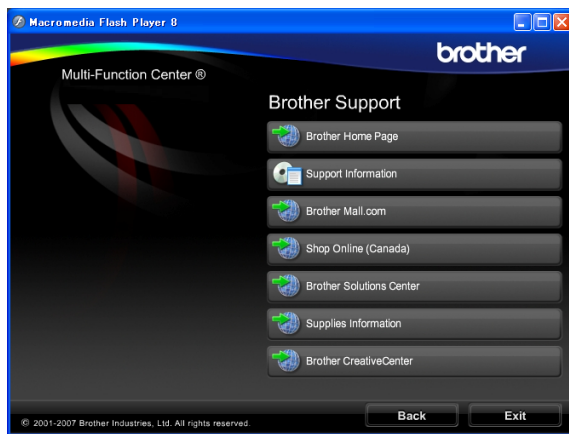 Macromedia Flash Player 8
brother
Multi-Function Center ®
Brother Support
Brother Home Page
Support Information
Brother Mall.com
Shop Online (Canada)
Brother Solutions Center
Supplies Information
Brother CreativeCenter
Back
Exit
© 2001-2007 Brother Industries, Ltd. All rights reserved.